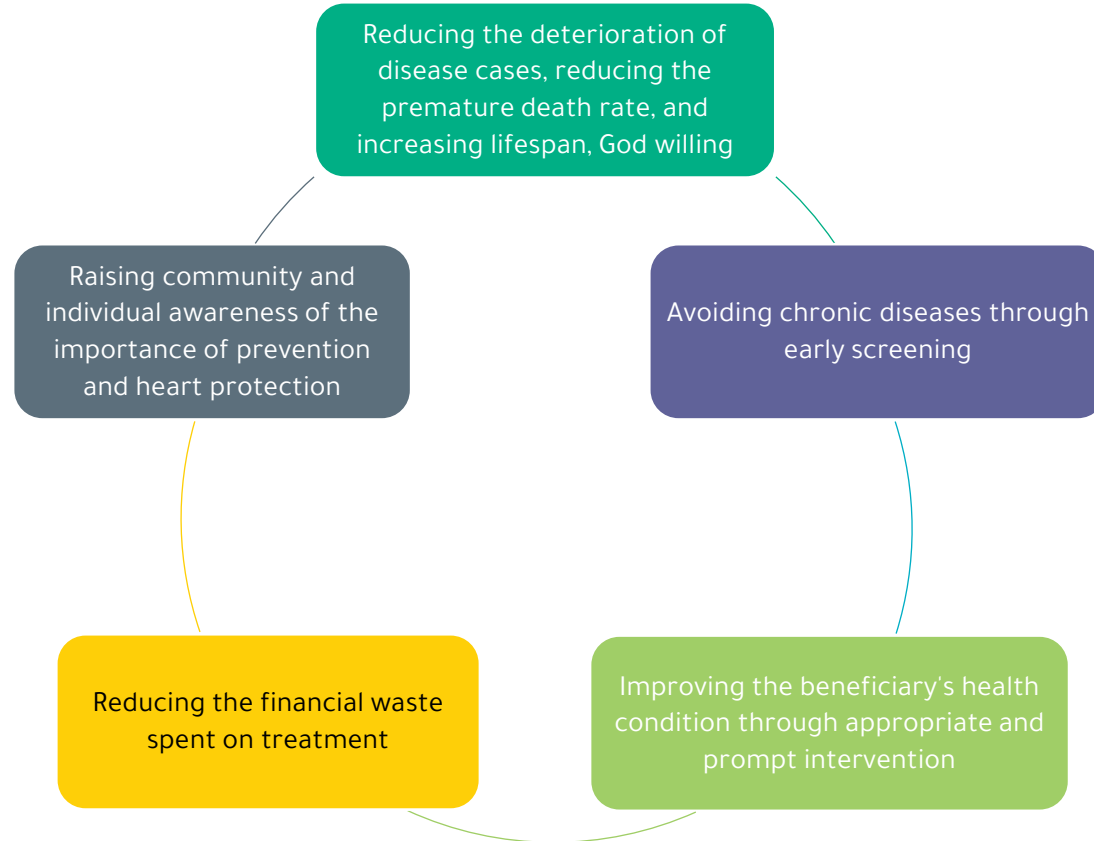 Reducing the deterioration of
disease cases, reducing the
premature death rate, and
increasing lifespan, God willing
Raising community and
individual awareness of the
importance of prevention
and heart protection
Avoiding chronic diseases through
early screening
Reducing the financial waste
spent on treatment
Improving the beneficiary's health
condition through appropriate and
prompt intervention